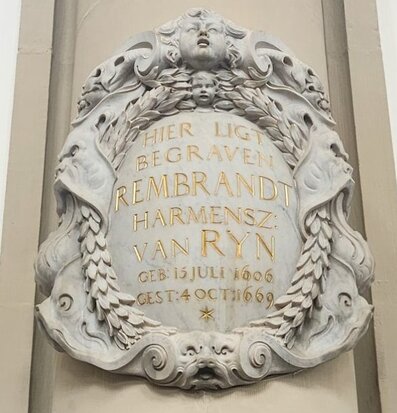 HIER LIGT
BEGRAVEN
REMBRANDT
HARMENSZ:
VAN RYN
GEB: 15 JULI 1606
GEST: 4 OCT: 1669